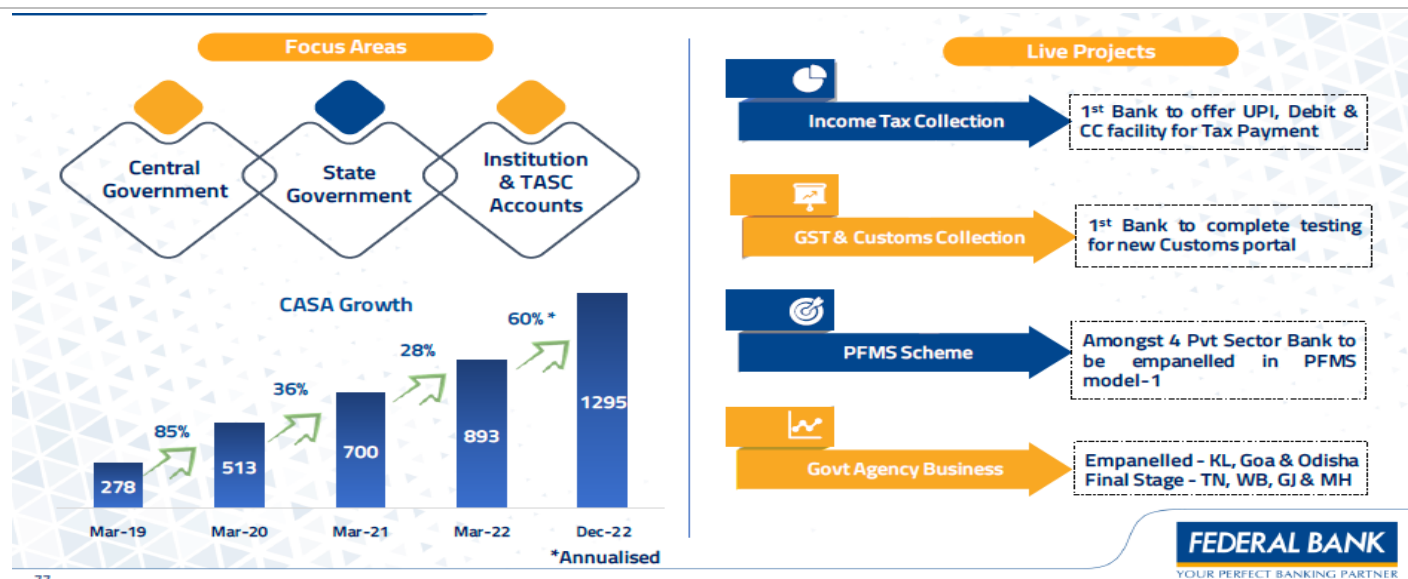 Focus Areas
Central
Government
State
Government
Institution
& TASC
Accounts
CASA Growth
85%
36%
28%
60% *
278
513
700
893
1295
Mar-19
Mar-20
Mar-21
Mar-22
Dec-22
*Annualised
Live Projects
Income Tax Collection
1st Bank to offer UPI, Debit &
CC facility for Tax Payment
GST & Customs Collection
1st Bank to complete testing
for new Customs portal
PFMS Scheme
Amongst 4 Pvt Sector Bank to
be empanelled in PFMS
model-1
Govt Agency Business
Empanelled - KL, Goa & Odisha
Final Stage - TN, WB, GJ & MH
FEDERAL BANK
YOUR PERFECT BANKING PARTNER